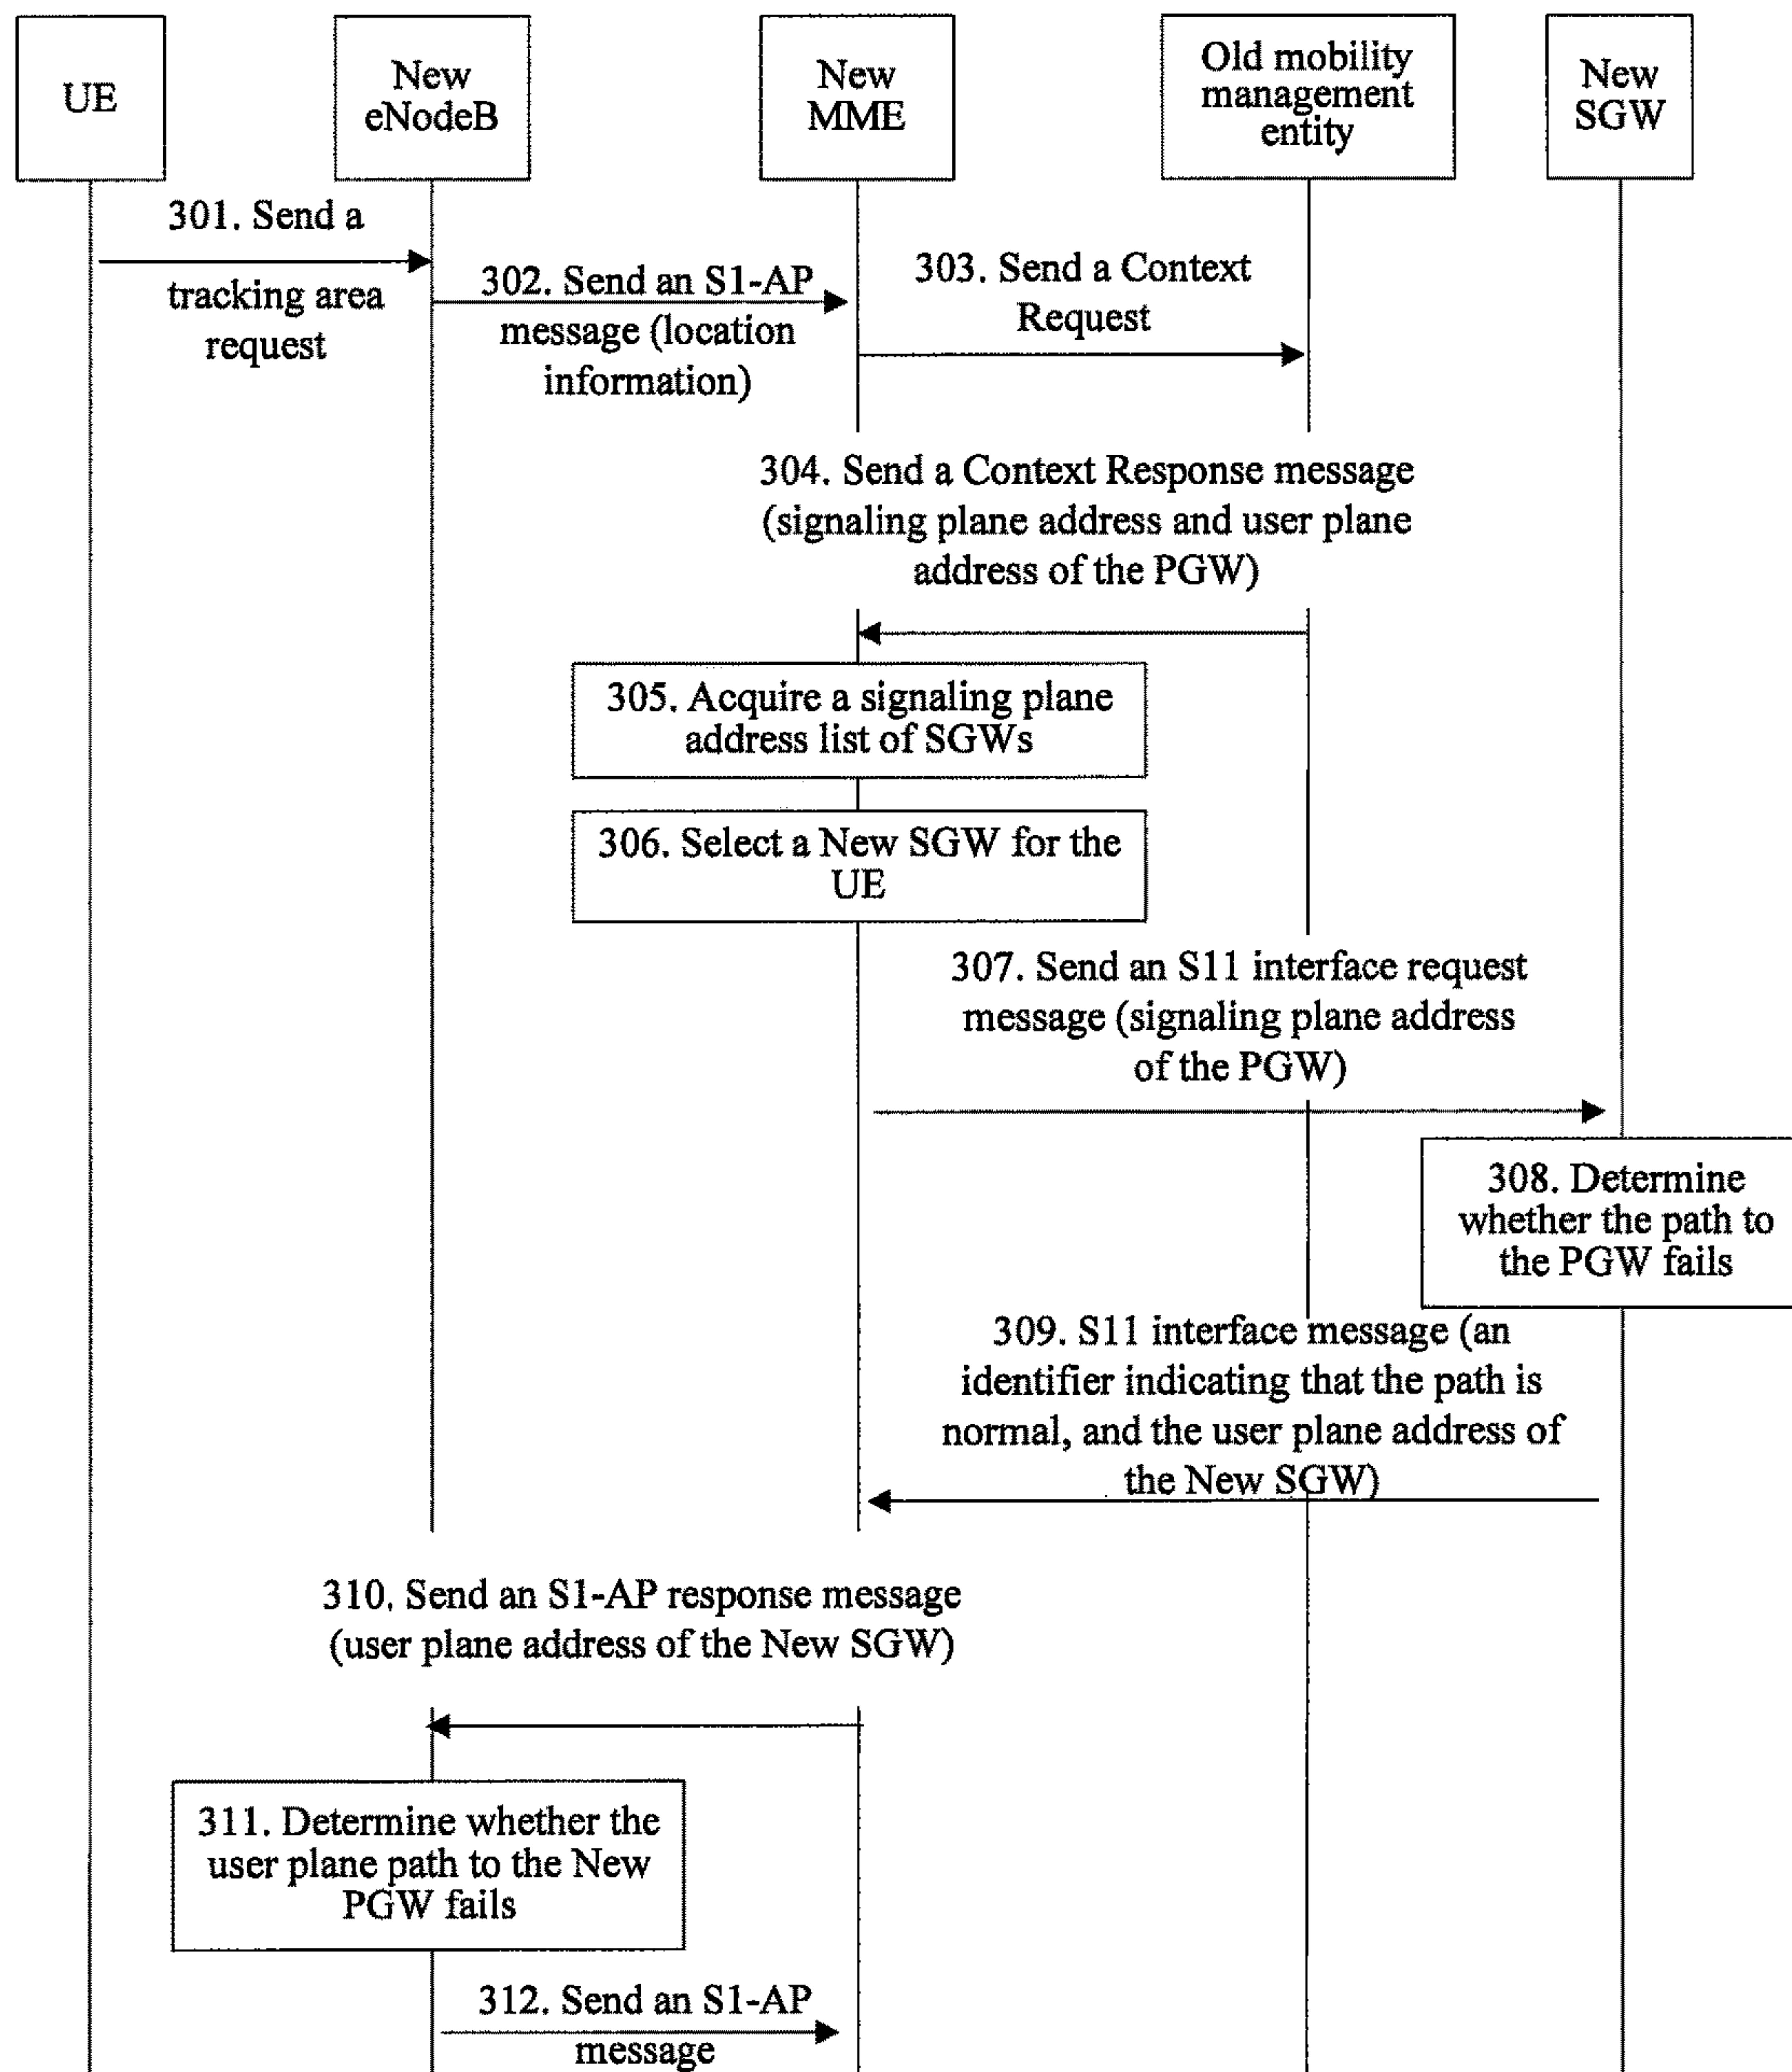 UE
New
eNodeB
New
MME
Old mobility
management
entity
New
SGW
301. Send a
tracking area
request
302. Send an S1-AP
message (location
information)
303. Send a Context
Request
304. Send a Context Response message
(signaling plane address and user plane
address of the PGW)
305. Acquire a signaling plane
address list of SGWs
306. Select a New SGW for the
UE
307. Send an S11 interface request
message (signaling plane address
of the PGW)
308. Determine
whether the path to
the PGW fails
309. S11 interface message (an
identifier indicating that the path is
normal, and the user plane address of
the New SGW)
310. Send an S1-AP response message
(user plane address of the New SGW)
311. Determine whether the
user plane path to the New
PGW fails
312. Send an S1-AP
message